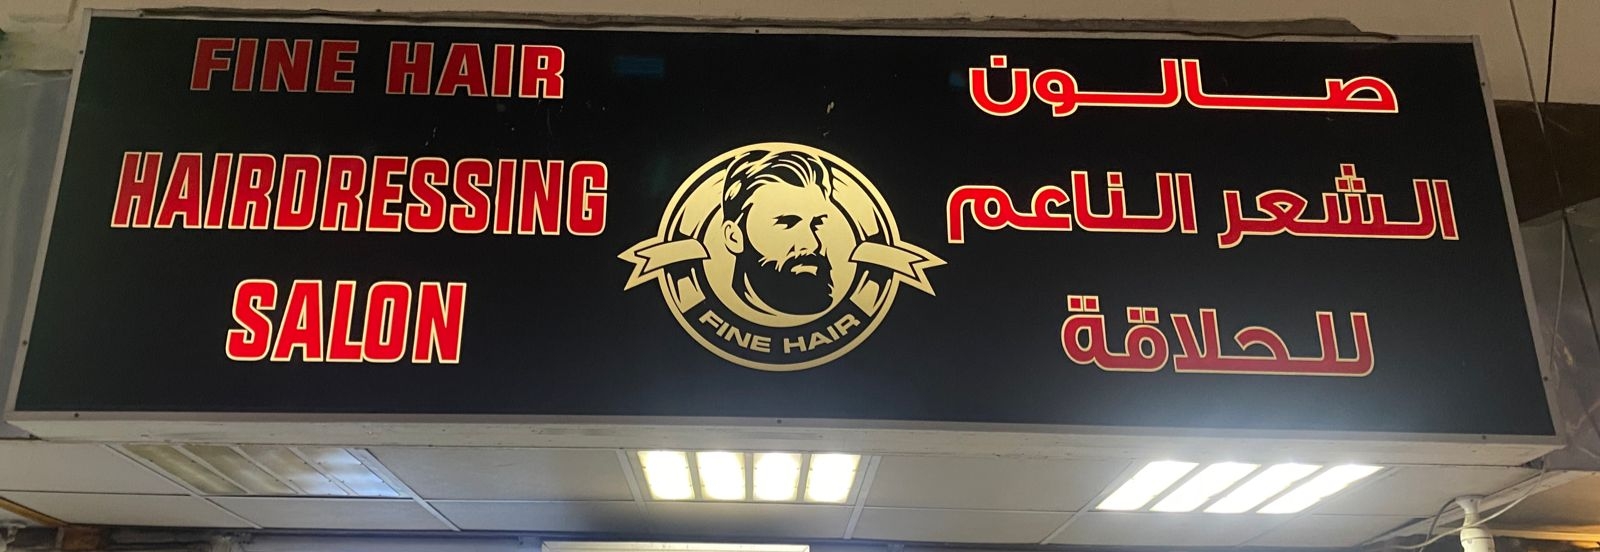 FINE HAIR
HAIRDRESSING
SALON
FINE HAIR
صالون
الشعر الناعم
للحلاقة